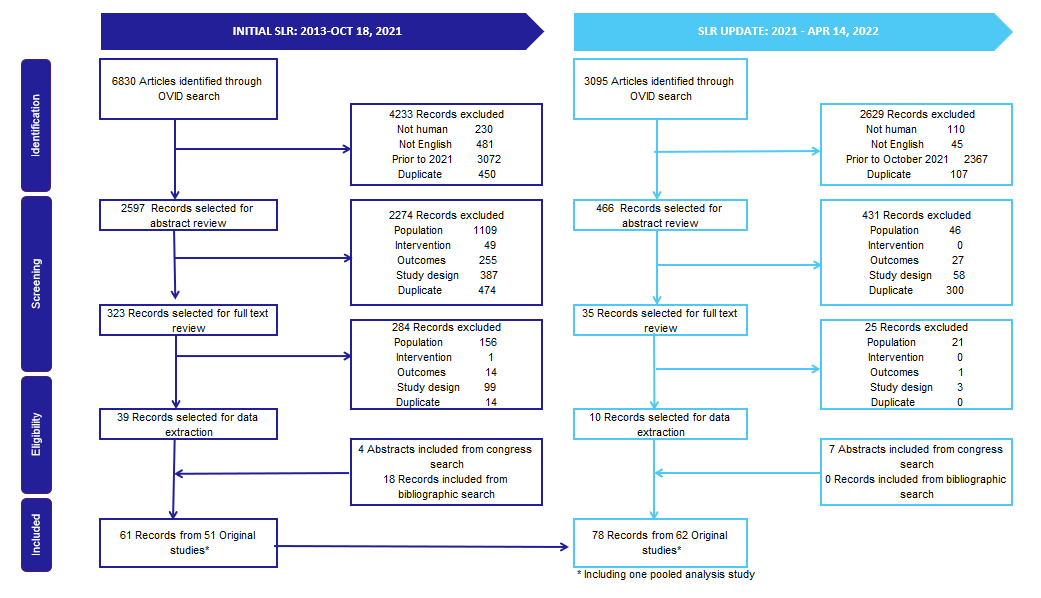 INITIAL SLR: 2013-OCT 18, 2021
Identification
6830 Articles identified through
OVID search
4233 Records excluded
Not human 230
Not English 481
Prior to 2021 3072
Duplicate 450
Screening
2597 Records selected for
abstract review
2274 Records excluded
Population 1109
Intervention 49
Outcomes 255
Study design 387
Duplicate 474
323 Records selected for full text
review
284 Records excluded
Population 156
Intervention 1
Outcomes 14
Study design 99
Duplicate 14
Eligibility
39 Records selected for data
extraction
4 Abstracts included from congress
search
18 Records included from
bibliographic search
Included
61 Records from 51 Original
studies*
SLR UPDATE: 2021 - APR 14, 2022
3095 Articles identified through
OVID search
2629 Records excluded
Not human 110
Not English 45
Prior to October 2021 2367
Duplicate 107
466 Records selected for
abstract review
431 Records excluded
Population 46
Intervention 0
Outcomes 27
Study design 58
Duplicate 300
35 Records selected for full text
review
25 Records excluded
Population 21
Intervention 0
Outcomes 1
Study design 3
Duplicate 0
10 Records selected for data
extraction
7 Abstracts included from congress
search
0 Records included from bibliographic
search
78 Records from 62 Original
studies*
* Including one pooled analysis study